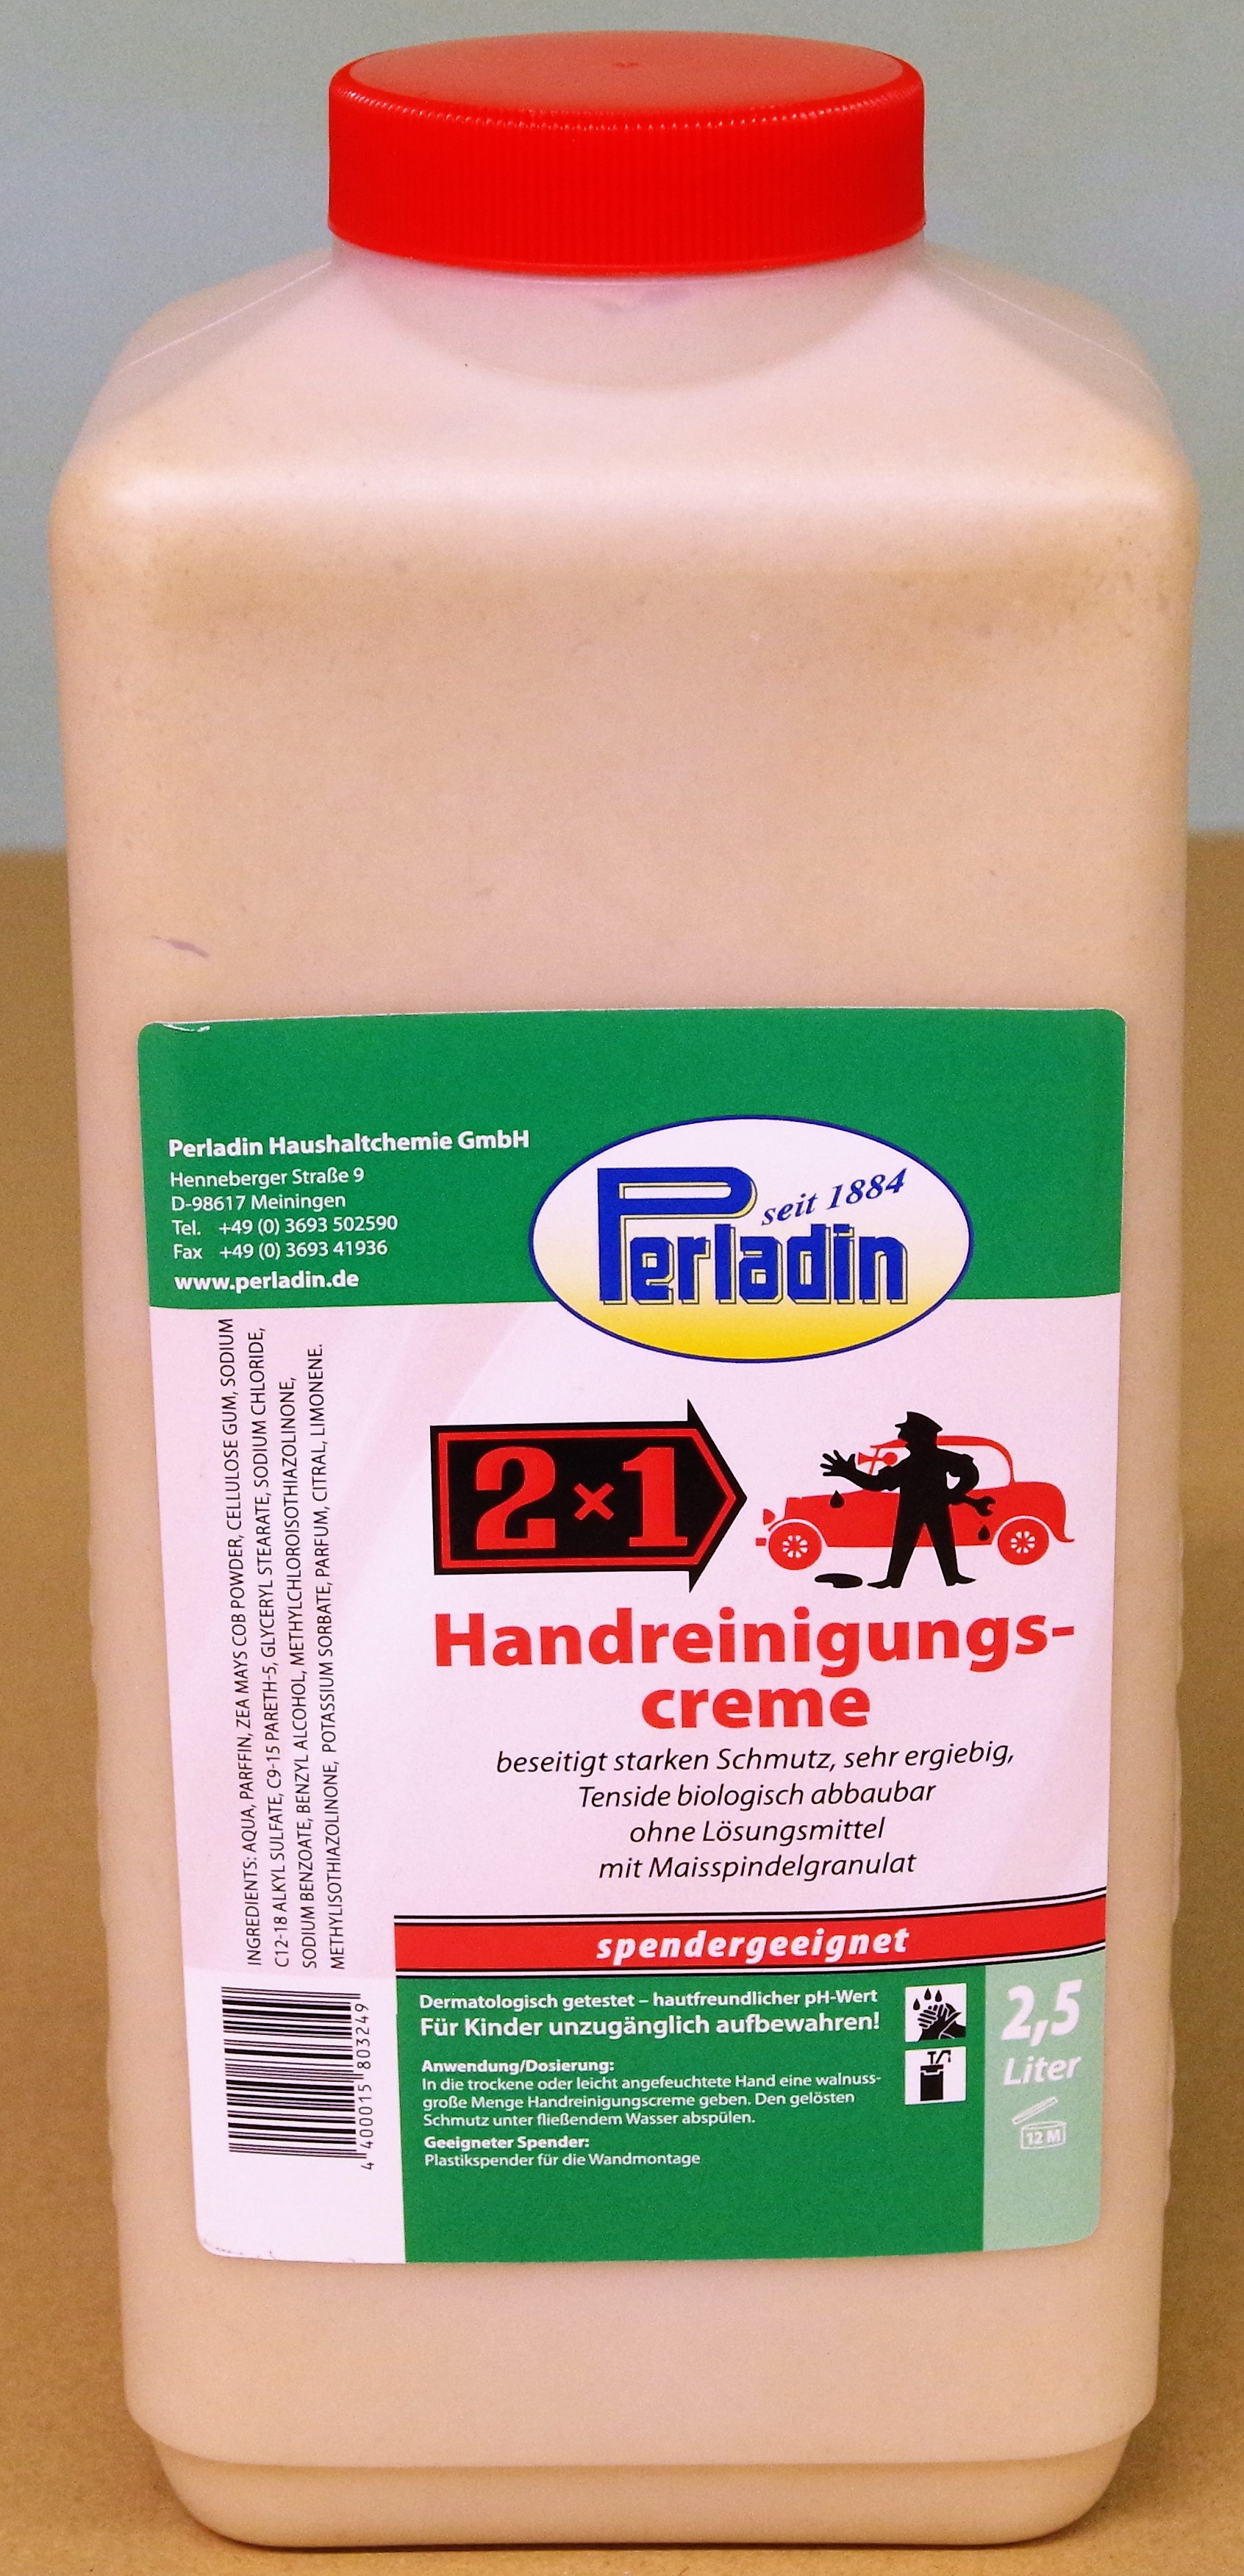 Perladin Haushaltchemie GmbH
Henneberger Straße 9
D-98617 Meiningen
Tel. +49 (0) 3693 502590
Fax +49 (0) 3693 41936
www.perladin.de
seit 1884
Perladin
2x1
Handreinigungs-
creme
beseitigt starken Schmutz, sehr ergiebig,
Tenside biologisch abbaubar
ohne Lösungsmittel
mit Maisspindelgranulat
spendergeeignet
Dermatologisch getestet – hautfreundlicher pH-Wert
Für Kinder unzugänglich aufbewahren!
Anwendung/Dosierung:
In die trockene oder leicht angefeuchtete Hand eine walnuss-
große Menge Handreinigungscreme geben. Den gelösten
Schmutz unter fließendem Wasser abspülen.
Geeigneter Spender:
Plastikspender für die Wandmontage
2,5
Liter
12 M
INGREDIENTS: AQUA, PARFFIN, ZEA MAYS COB POWDER, CELLULOSE GUM, SODIUM
C12-18 ALKYL SULFATE, C9-15 PARETH-5, GLYCERYL STEARATE, SODIUM CHLORIDE,
SODIUM BENZOATE, BENZYL ALCOHOL, METHYLCHLOROISOTHIAZOLINONE,
METHYLISOTHIAZOLINONE, POTASSIUM SORBATE, PARFUM, CITRAL, LIMONENE.
4 400015 803249